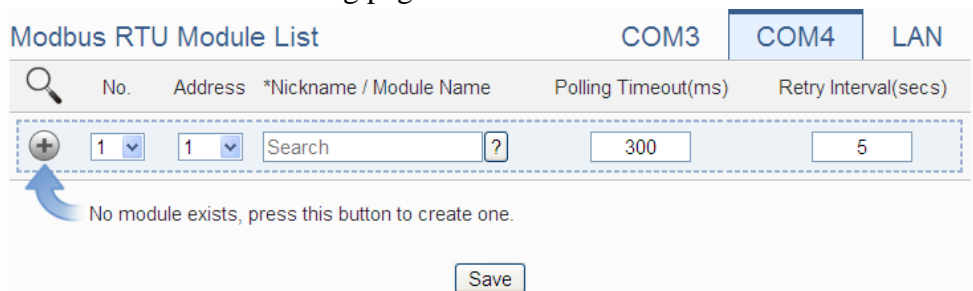 Modbus RTU Module List COM3 COM4 LAN
No. Address *Nickname / Module Name Polling Timeout(ms) Retry Interval(secs)
1 1 Search ? 300 5
No module exists, press this button to create one.
Save